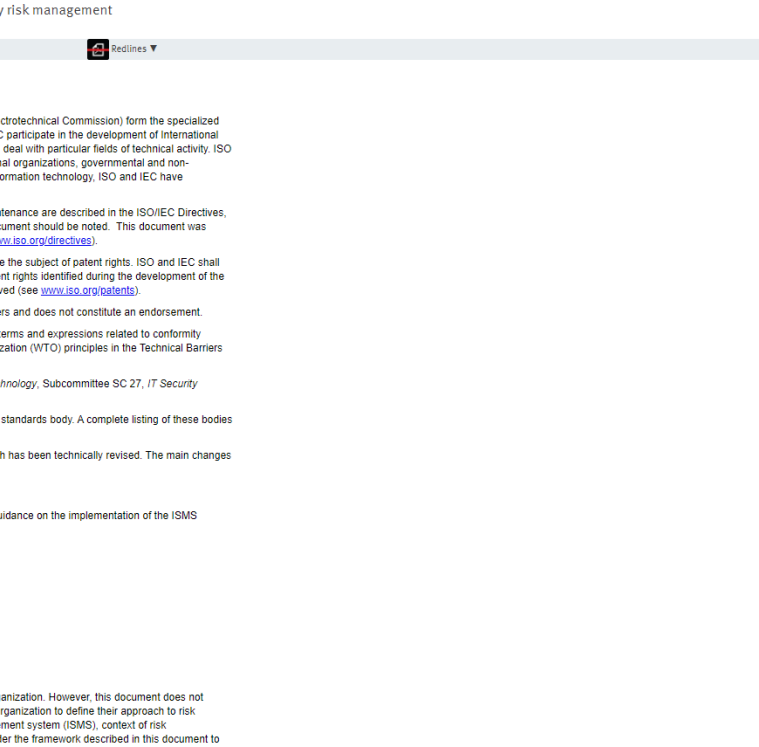 y risk management
Redlines ▼
ctrotechnical Commission) form the specialized
C participate in the development of International
deal with particular fields of technical activity. ISO
nal organizations, governmental and non-
formation technology, ISO and IEC have
ntenance are described in the ISO/IEC Directives,
cument should be noted. This document was
ww.iso.org/directives).
e the subject of patent rights. ISO and IEC shall
ent rights identified during the development of the
ved (see www.iso.org/patents).
ers and does not constitute an endorsement.
terms and expressions related to conformity
zation (WTO) principles in the Technical Barriers
chnology, Subcommittee SC 27, IT Security
standards body. A complete listing of these bodies
h has been technically revised. The main changes
uidance on the implementation of the ISMS
ganization. However, this document does not
organization to define their approach to risk
ement system (ISMS), context of risk
der the framework described in this document to